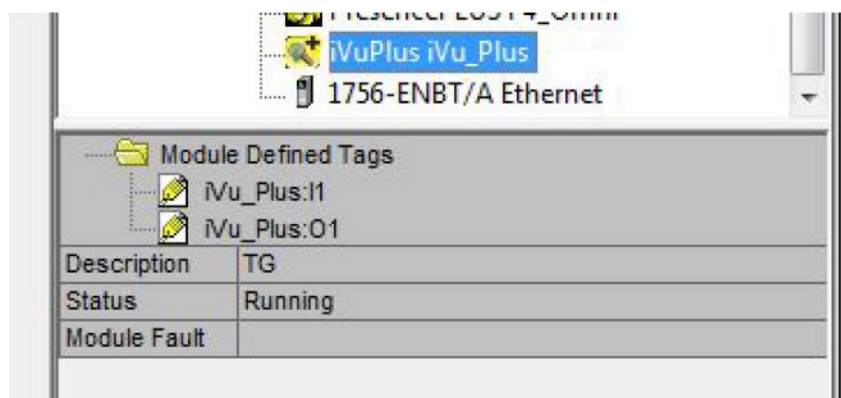 iVuPlus iVu_Plus
1756-ENBT/A Ethernet
Module Defined Tags
iVu_Plus:I1
iVu_Plus:O1
Description TG
Status Running
Module Fault